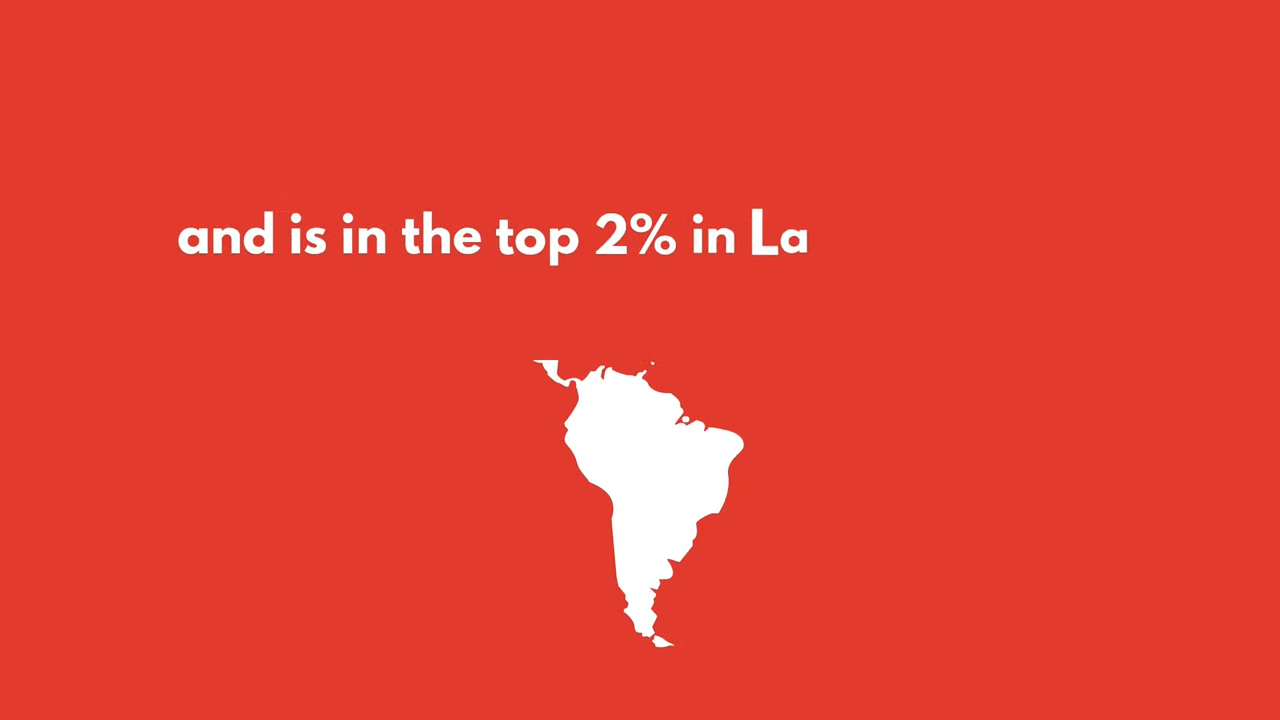 and is in the top 2% in La